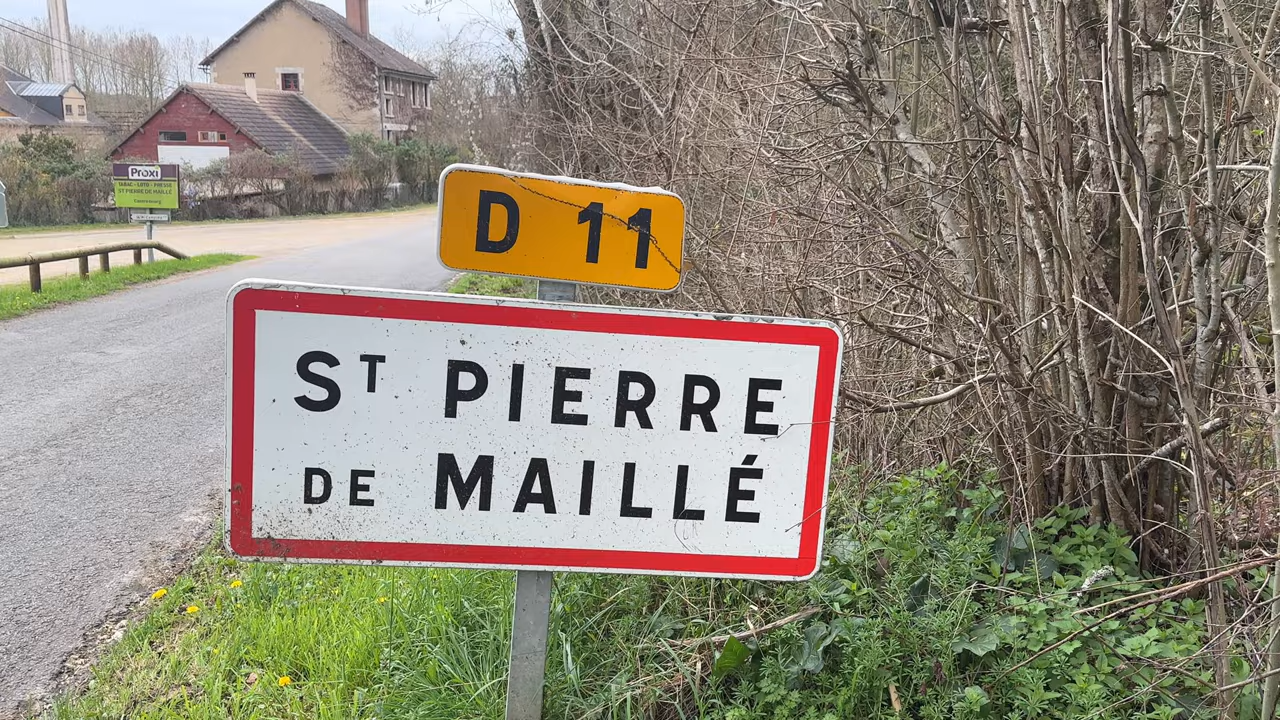 Proxi
TABAC - LOTO - PRESSE
ST PIERRE DE MAILLÉ
D 11
ST PIERRE
DE MAILLÉ